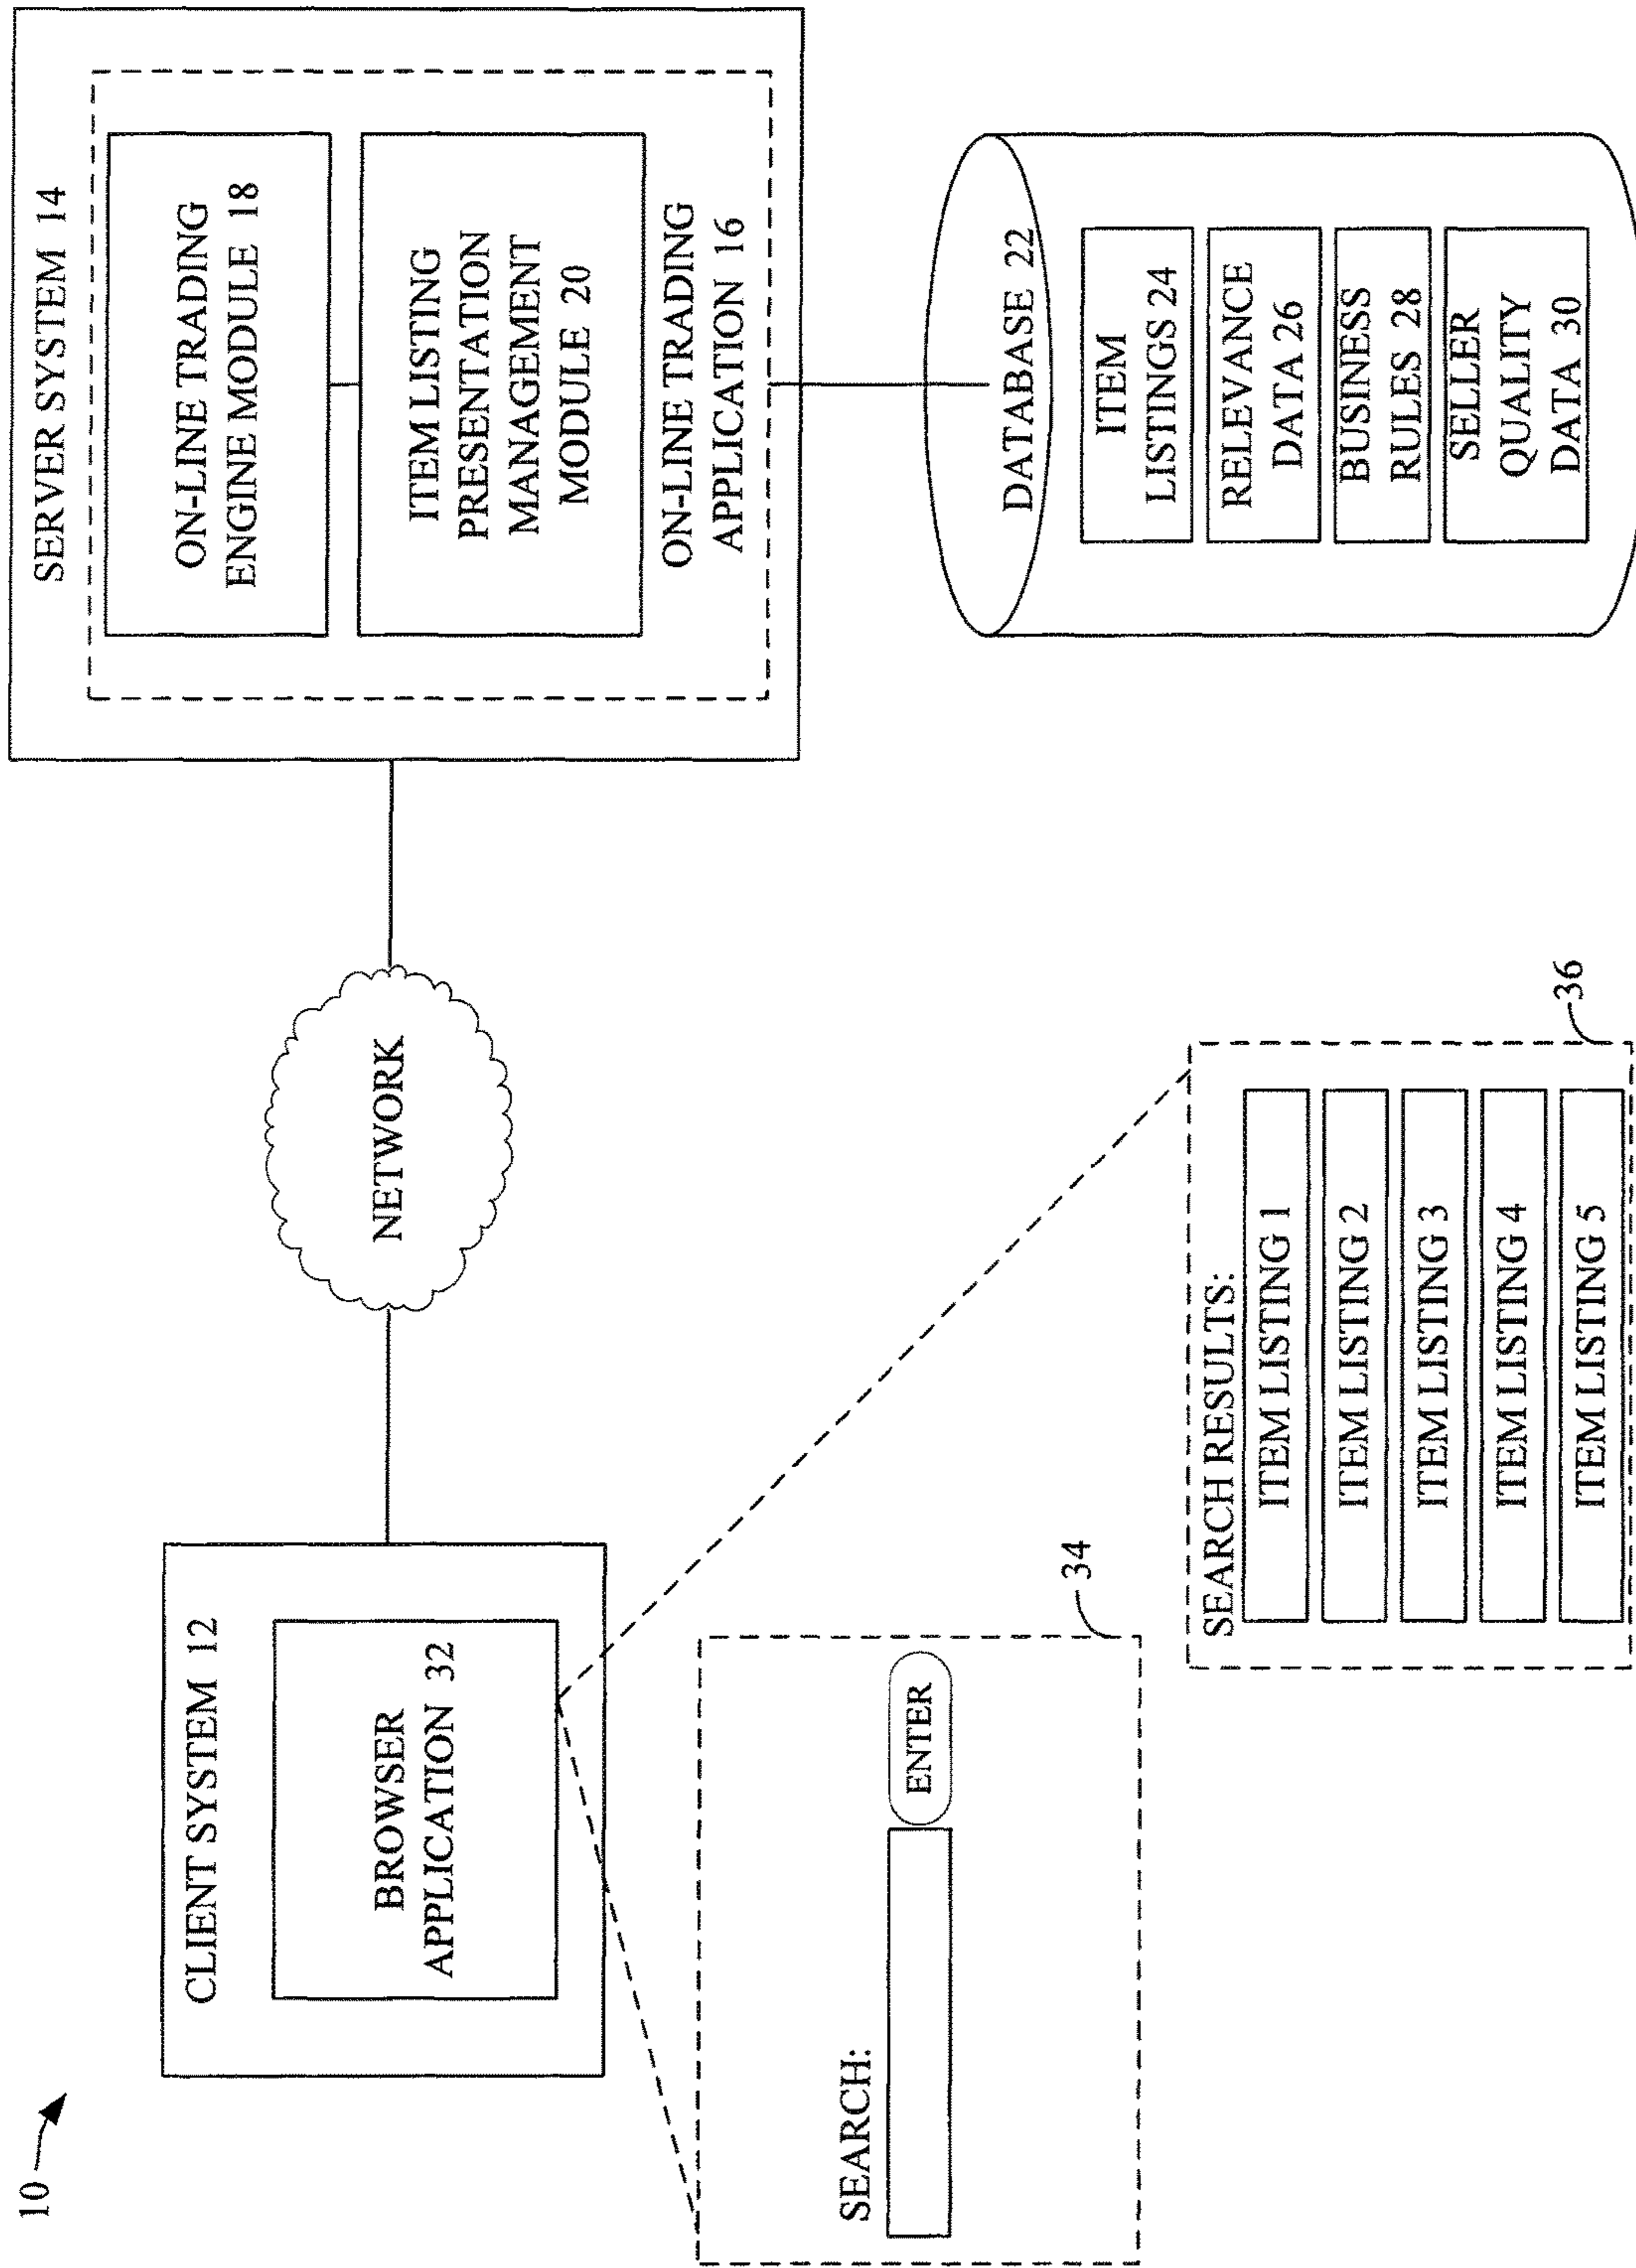 10
CLIENT SYSTEM 12
BROWSER
APPLICATION 32
NETWORK
SERVER SYSTEM 14
ON-LINE TRADING
ENGINE MODULE 18
ITEM LISTING
PRESENTATION
MANAGEMENT
MODULE 20
ON-LINE TRADING
APPLICATION 16
SEARCH:
ENTER
34
SEARCH RESULTS:
ITEM LISTING 1
ITEM LISTING 2
ITEM LISTING 3
ITEM LISTING 4
ITEM LISTING 5
36
DATABASE 22
ITEM
LISTINGS 24
RELEVANCE
DATA 26
BUSINESS
RULES 28
SELLER
QUALITY
DATA 30